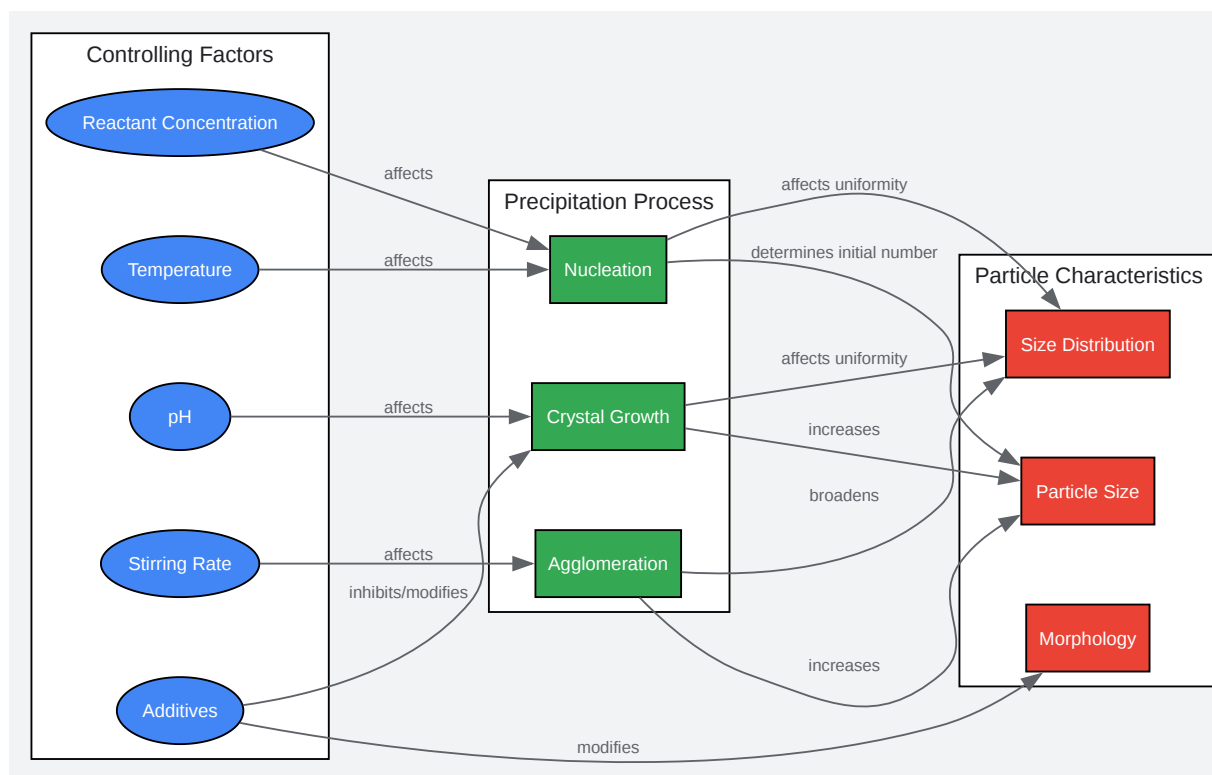 Controlling Factors
Reactant Concentration
Temperature
pH
Stirring Rate
Additives
affects
affects
affects
affects
inhibits/modifies
modifies
Precipitation Process
Nucleation
Crystal Growth
Agglomeration
affects uniformity
determines initial number
affects uniformity
increases
broadens
increases
Particle Characteristics
Size Distribution
Particle Size
Morphology